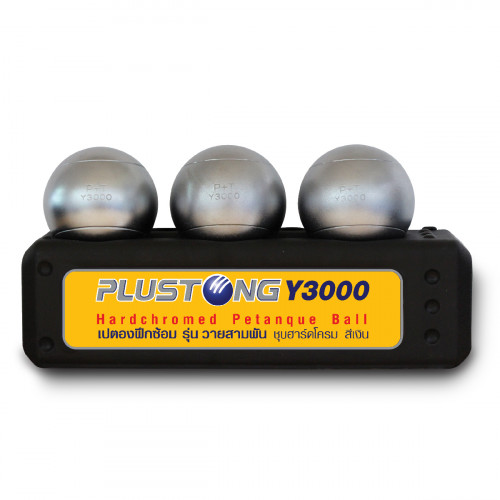 P+T P+T P+T
Y3000 Y3000 Y3000
PLUSTONG Y3000
Hardchromed Petanque Ball
เปตองฝึกซ้อม รุ่น วายสามพัน ชุบฮาร์ดโครม สีเงิน